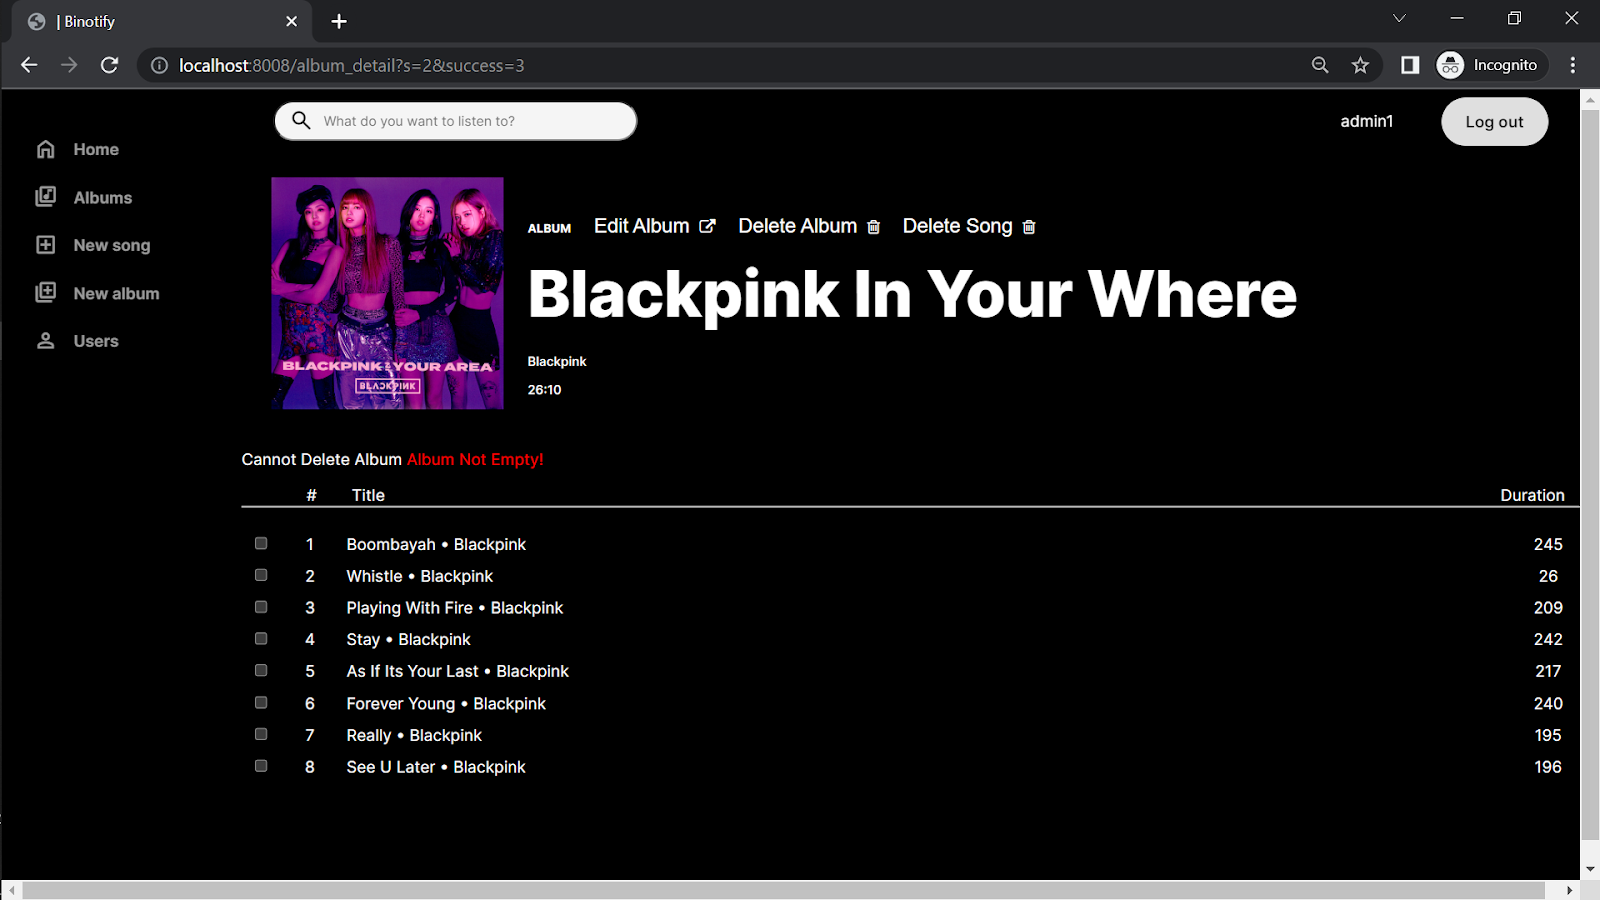 | Binotify
localhost:8008/album_detail?s=2&success=3
Incognito
What do you want to listen to?
admin1
Log out
Home
Albums
New song
New album
Users
BLACKPINK IN YOUR AREA
BLACKPINK
ALBUM Edit Album Delete Album Delete Song
Blackpink In Your Where
Blackpink
26:10
Cannot Delete Album Album Not Empty!
# Title Duration
1 Boombayah • Blackpink 245
2 Whistle • Blackpink 26
3 Playing With Fire • Blackpink 209
4 Stay • Blackpink 242
5 As If Its Your Last • Blackpink 217
6 Forever Young • Blackpink 240
7 Really • Blackpink 195
8 See U Later • Blackpink 196